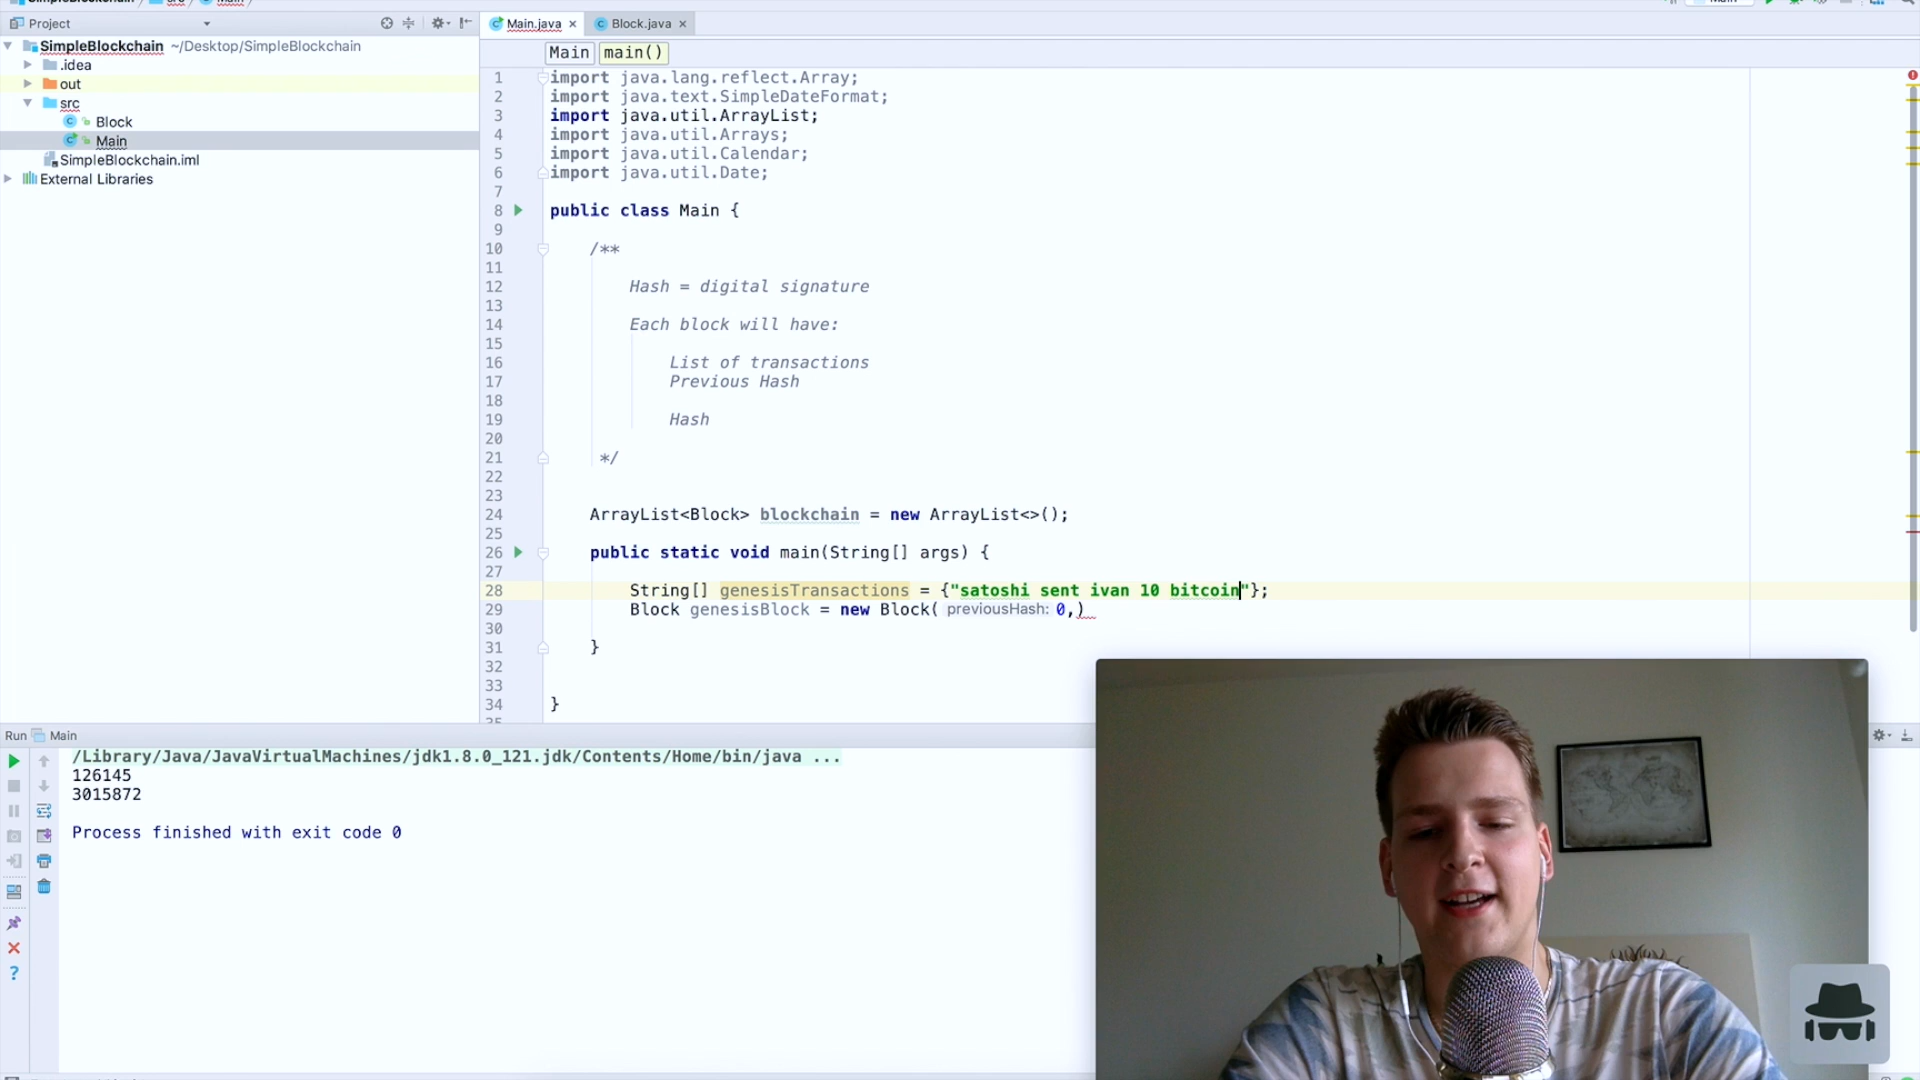 SimpleBlockchain src Main
Project
Main.java Block.java
SimpleBlockchain ~/Desktop/SimpleBlockchain
.idea
out
src
Block
Main
SimpleBlockchain.iml
External Libraries
Main main()
1 import java.lang.reflect.Array;
2 import java.text.SimpleDateFormat;
3 import java.util.ArrayList;
4 import java.util.Arrays;
5 import java.util.Calendar;
6 import java.util.Date;
7
8 public class Main {
9
10 /**
11
12 Hash = digital signature
13
14 Each block will have:
15
16 List of transactions
17 Previous Hash
18
19 Hash
20
21 */
22
23
24 ArrayList<Block> blockchain = new ArrayList<>();
25
26 public static void main(String[] args) {
27
28 String[] genesisTransactions = {"satoshi sent ivan 10 bitcoin"};
29 Block genesisBlock = new Block( previousHash: 0,)
30
31 }
32
33
34 }
35
Run Main
/Library/Java/JavaVirtualMachines/jdk1.8.0_121.jdk/Contents/Home/bin/java ...
126145
3015872
Process finished with exit code 0